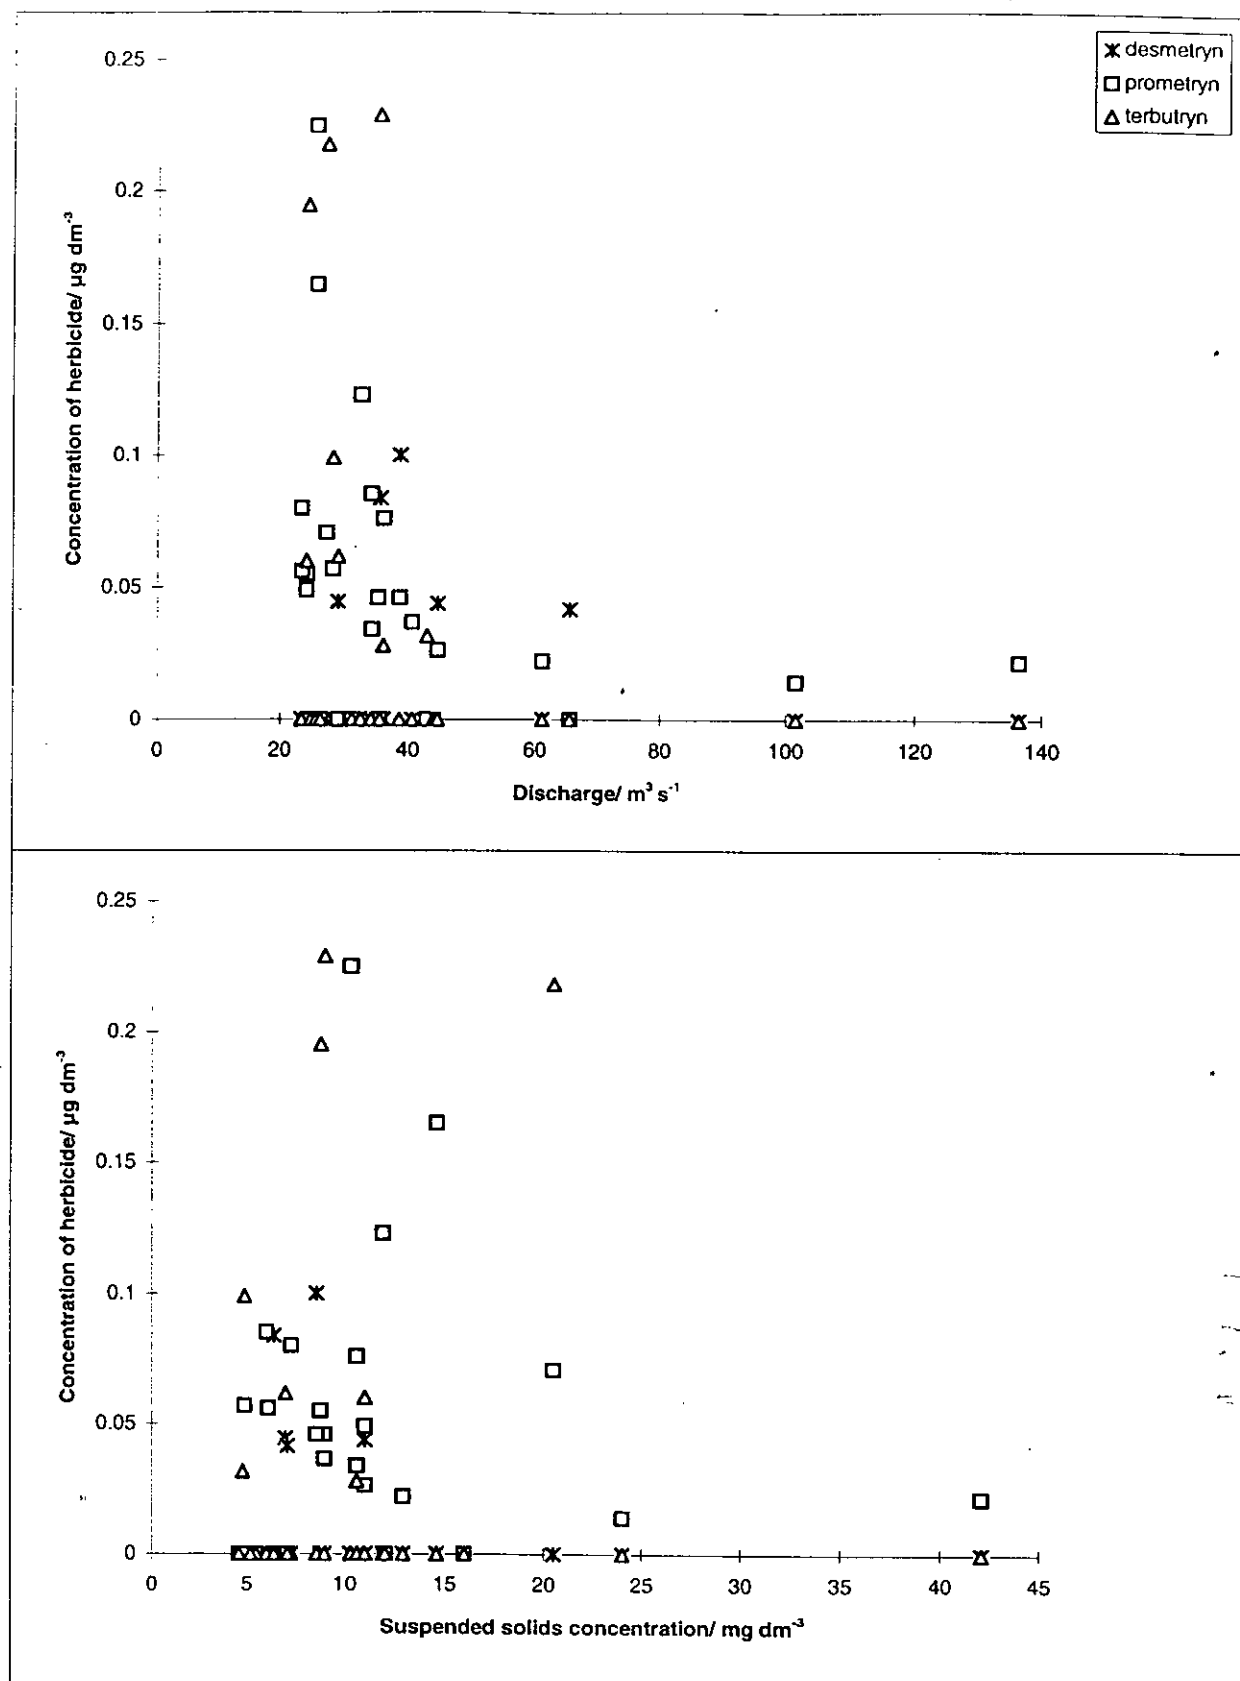 desmetryn
prometryn
terbutryn
0.25
0.2
0.15
0.1
0.05
0
Concentration of herbicide/ µg dm⁻³
0 20 40 60 80 100 120 140
Discharge/ m³ s⁻¹
0.25
0.2
0.15
0.1
0.05
0
Concentration of herbicide/ µg dm⁻³
0 5 10 15 20 25 30 35 40 45
Suspended solids concentration/ mg dm⁻³